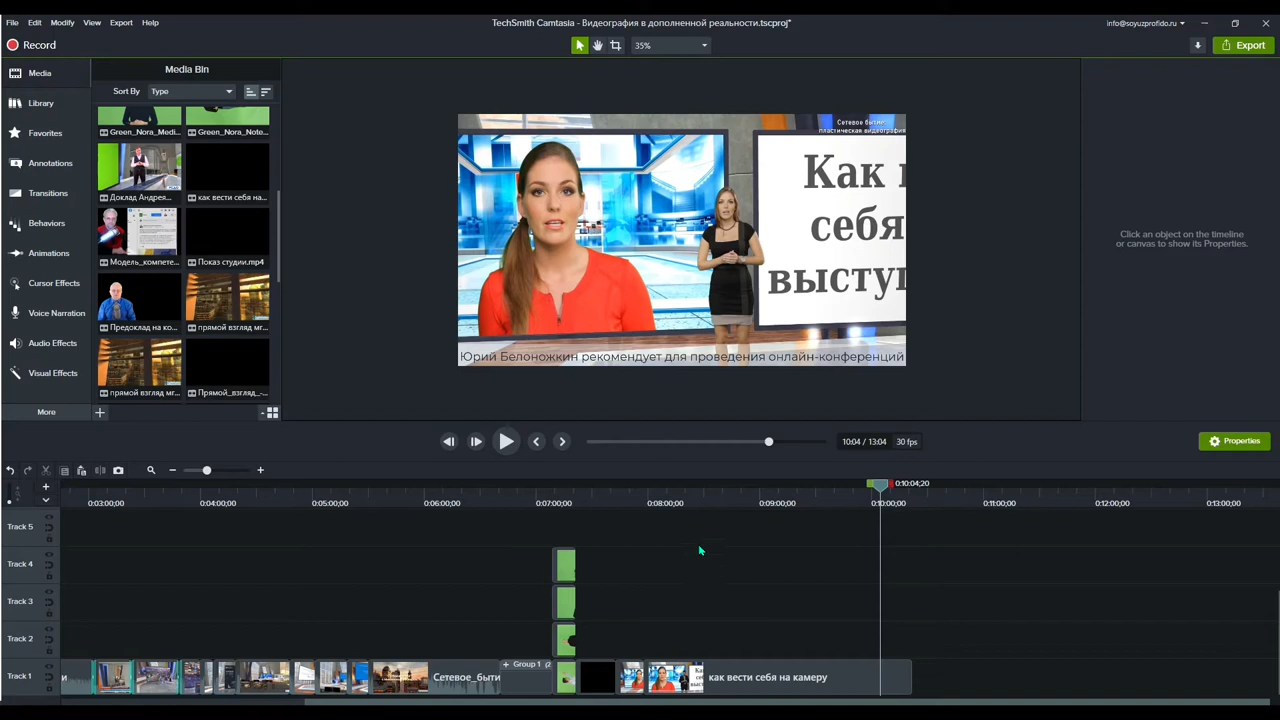 File Edit Modify View Export Help
TechSmith Camtasia - Видеография в дополненной реальности.tscproj*
info@soyuzprofido.ru
Record
35%
Export
Media
Library
Favorites
Annotations
Transitions
Behaviors
Animations
Cursor Effects
Voice Narration
Audio Effects
Visual Effects
More
Media Bin
Sort By Type
Green_Nora_Medi... Green_Nora_Note...
Доклад Андрея... как вести себя на...
Модель_компете... Показ студии.mp4
Предоклад на ко... прямой взгляд мг...
прямой взгляд мг... Прямой_взгляд_-...
Сетевое бытие:
пластическая видеография
Как
себя
высту
Юрий Белоножкин рекомендует для проведения онлайн-конференций
Click an object on the timeline
or canvas to show its Properties.
10:04 / 13:04 30 fps
Properties
0:10:04;20
0:03:00;00 0:04:00;00 0:05:00;00 0:06:00;00 0:07:00;00 0:08:00;00 0:09:00;00 0:10:00;00 0:11:00;00 0:12:00;00 0:13:00;00
Track 5
Track 4
Track 3
Track 2
Track 1
и
Сетевое_быти
+ Group 1
как вести себя на камеру